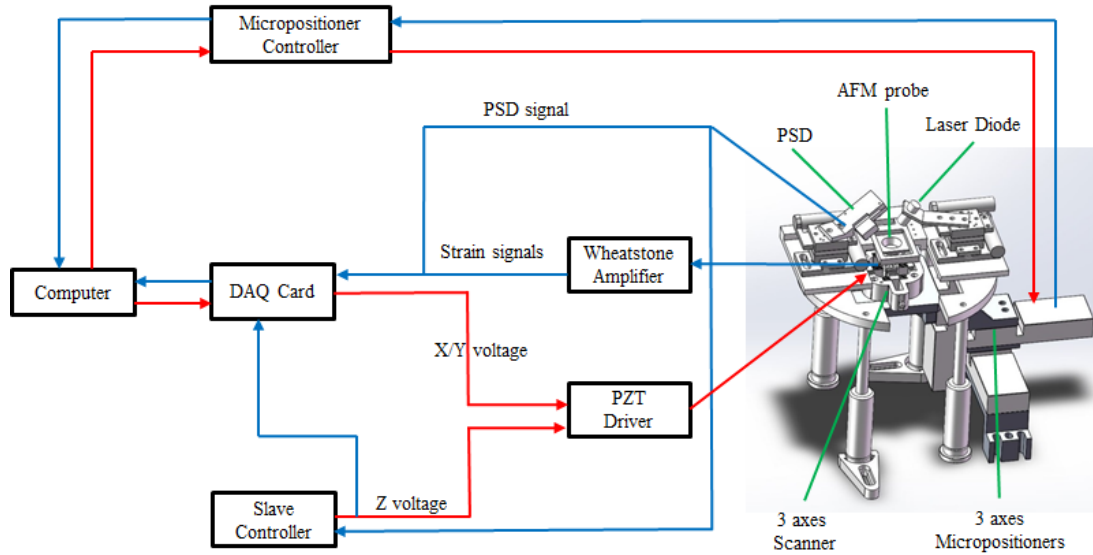 Micropositioner
Controller
AFM probe
PSD signal
Laser Diode
PSD
Strain signals
Wheatstone
Amplifier
Computer
DAQ Card
X/Y voltage
PZT
Driver
Slave
Controller
Z voltage
3 axes
Scanner
3 axes
Micropositioners